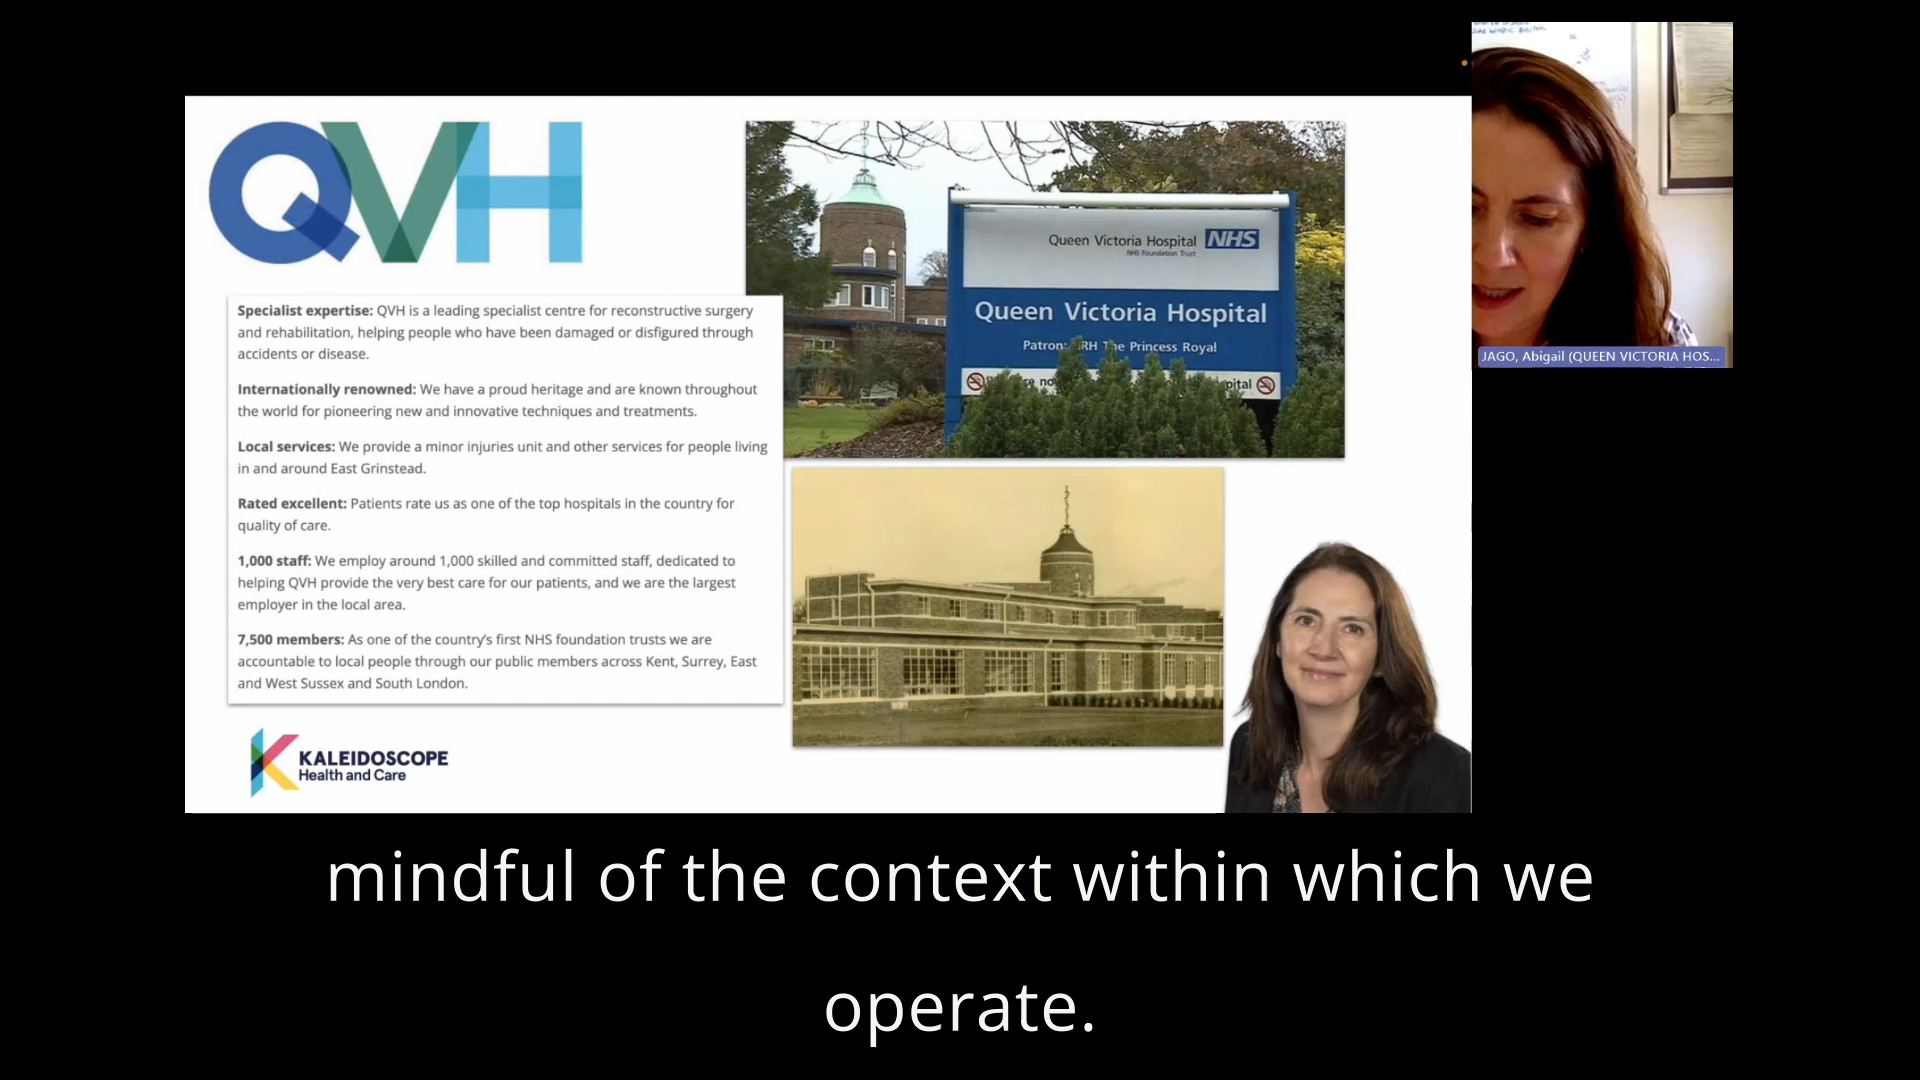 QVH
Specialist expertise: QVH is a leading specialist centre for reconstructive surgery
and rehabilitation, helping people who have been damaged or disfigured through
accidents or disease.
Internationally renowned: We have a proud heritage and are known throughout
the world for pioneering new and innovative techniques and treatments.
Local services: We provide a minor injuries unit and other services for people living
in and around East Grinstead.
Rated excellent: Patients rate us as one of the top hospitals in the country for
quality of care.
1,000 staff: We employ around 1,000 skilled and committed staff, dedicated to
helping QVH provide the very best care for our patients, and we are the largest
employer in the local area.
7,500 members: As one of the country’s first NHS foundation trusts we are
accountable to local people through our public members across Kent, Surrey, East
and West Sussex and South London.
KALEIDOSCOPE
Health and Care
Queen Victoria Hospital NHS
NHS Foundation Trust
Queen Victoria Hospital
Patron: The Princess Royal
JAGO, Abigail (QUEEN VICTORIA HOS...
mindful of the context within which we
operate.